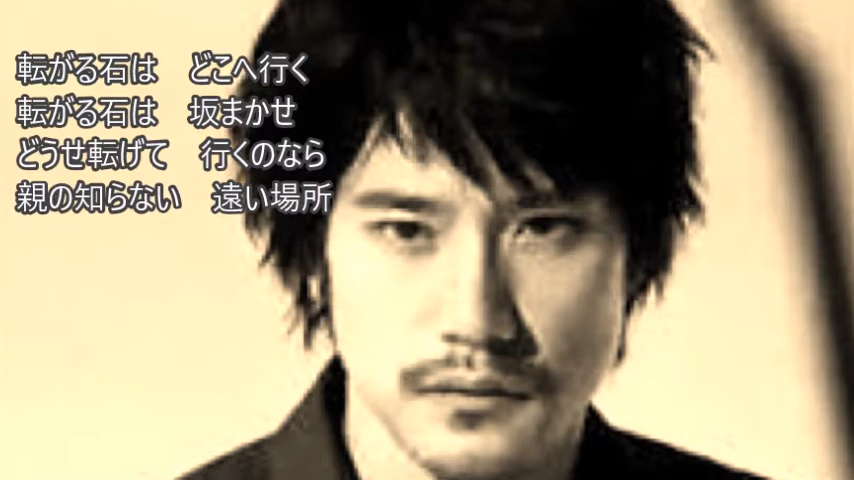 転がる石は　どこへ行く
転がる石は　坂まかせ
どうせ転げて　行くのなら
親の知らない　遠い場所